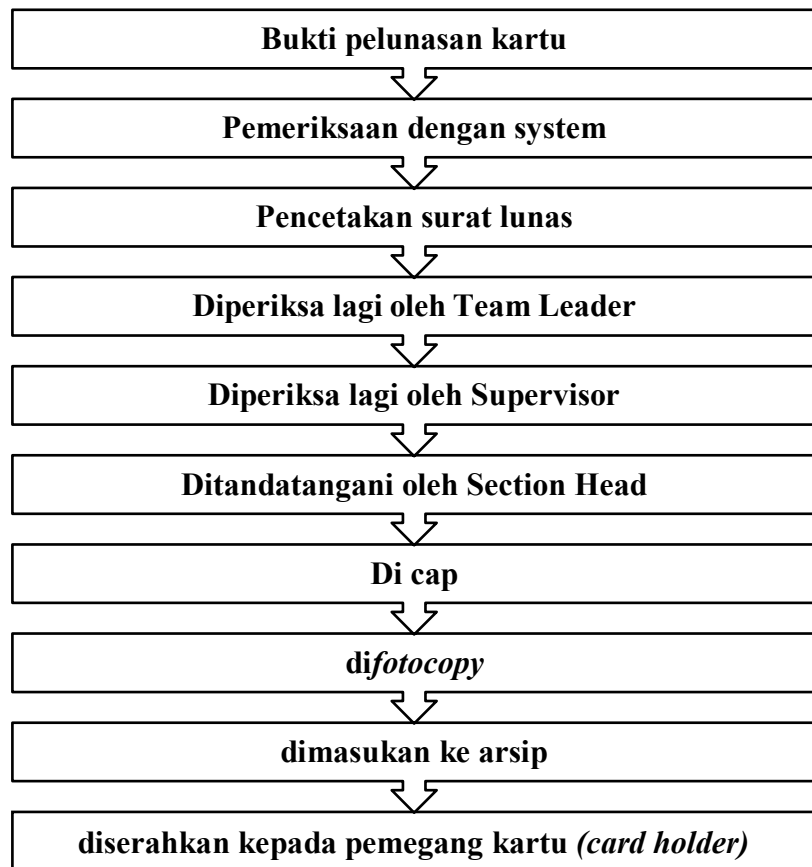 Bukti pelunasan kartu
Pemeriksaan dengan system
Pencetakan surat lunas
Diperiksa lagi oleh Team Leader
Diperiksa lagi oleh Supervisor
Ditandatangani oleh Section Head
Di cap
difotocopy
dimasukan ke arsip
diserahkan kepada pemegang kartu (card holder)